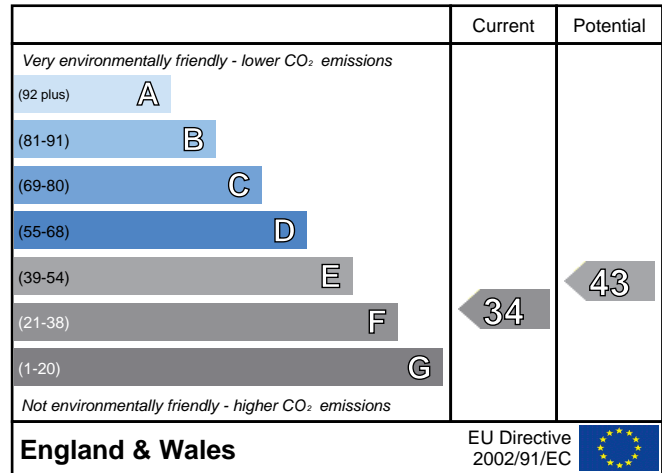 Current Potential
Very environmentally friendly - lower CO₂ emissions
(92 plus) A
(81-91) B
(69-80) C
(55-68) D
(39-54) E
43
(21-38) F
34
(1-20) G
Not environmentally friendly - higher CO₂ emissions
England & Wales
EU Directive
2002/91/EC